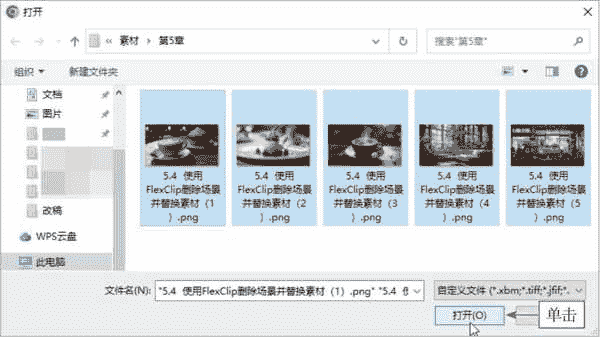 打开
« 素材 › 第5章
搜索"第5章"
组织 新建文件夹
文档
图片
改稿
WPS云盘
此电脑
5.4 使用
FlexClip删除场景
并替换素材（1
）.png
5.4 使用
FlexClip删除场景
并替换素材（2
）.png
5.4 使用
FlexClip删除场景
并替换素材（3
）.png
5.4 使用
FlexClip删除场景
并替换素材（4
）.png
5.4 使用
FlexClip删除场景
并替换素材（5
）.png
文件名(N): "5.4 使用FlexClip删除场景并替换素材（1）.png" "5.4 使
自定义文件 (*.xbm;*.tiff;*.jfif;*.
打开(O)
单击